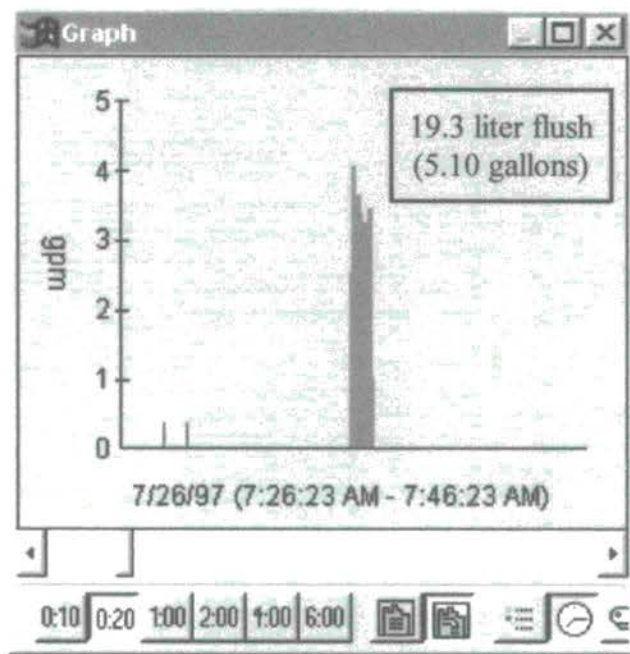 Graph
19.3 liter flush
(5.10 gallons)
5
4
3
2
1
0
gpm
7/26/97 (7:26:23 AM - 7:46:23 AM)
0:10 0:20 1:00 2:00 4:00 6:00